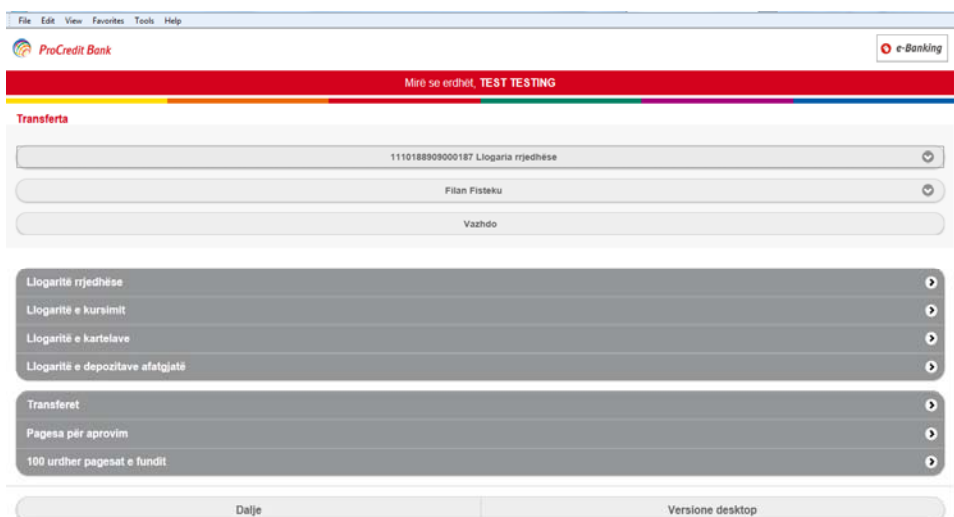 File Edit View Favorites Tools Help
ProCredit Bank
e-Banking
Mirë se erdhët, TEST TESTING
Transferta
1110188909000187 Llogaria rrjedhëse
Filan Fisteku
Vazhdo
Llogaritë rrjedhëse
Llogaritë e kursimit
Llogaritë e kartelave
Llogaritë e depozitave afatgjatë
Transferet
Pagesa për aprovim
100 urdher pagesat e fundit
Dalje Versione desktop